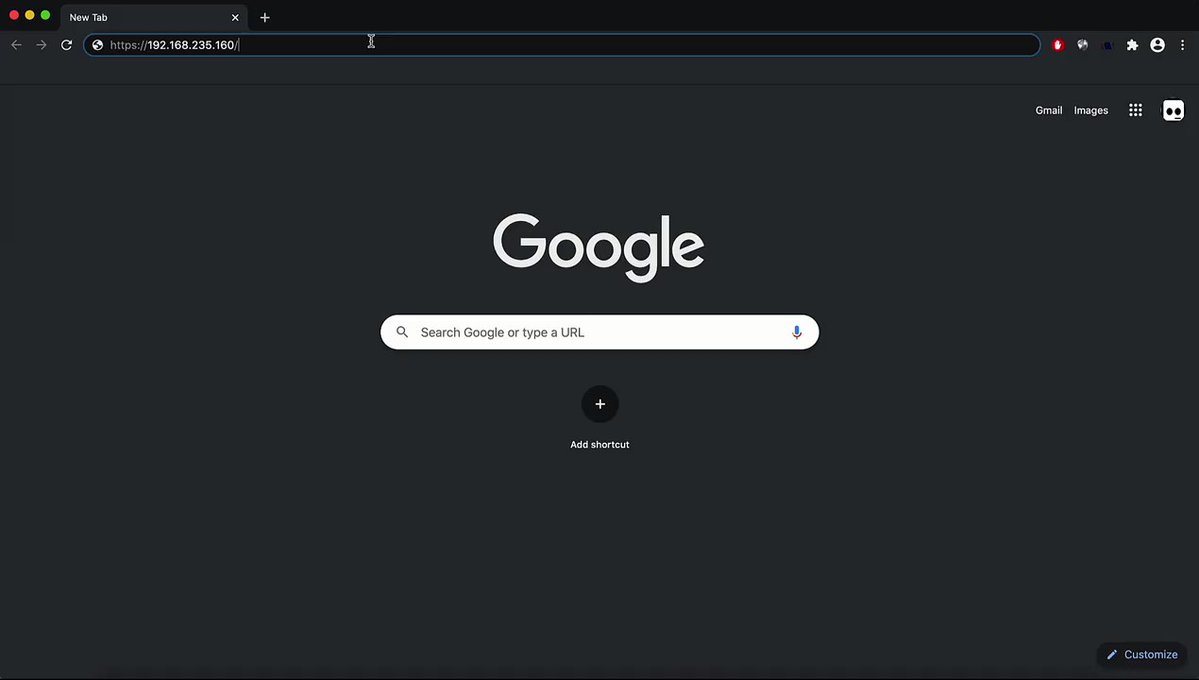 New Tab
https://192.168.235.160/
Gmail Images
Google
Search Google or type a URL
Add shortcut
Customize